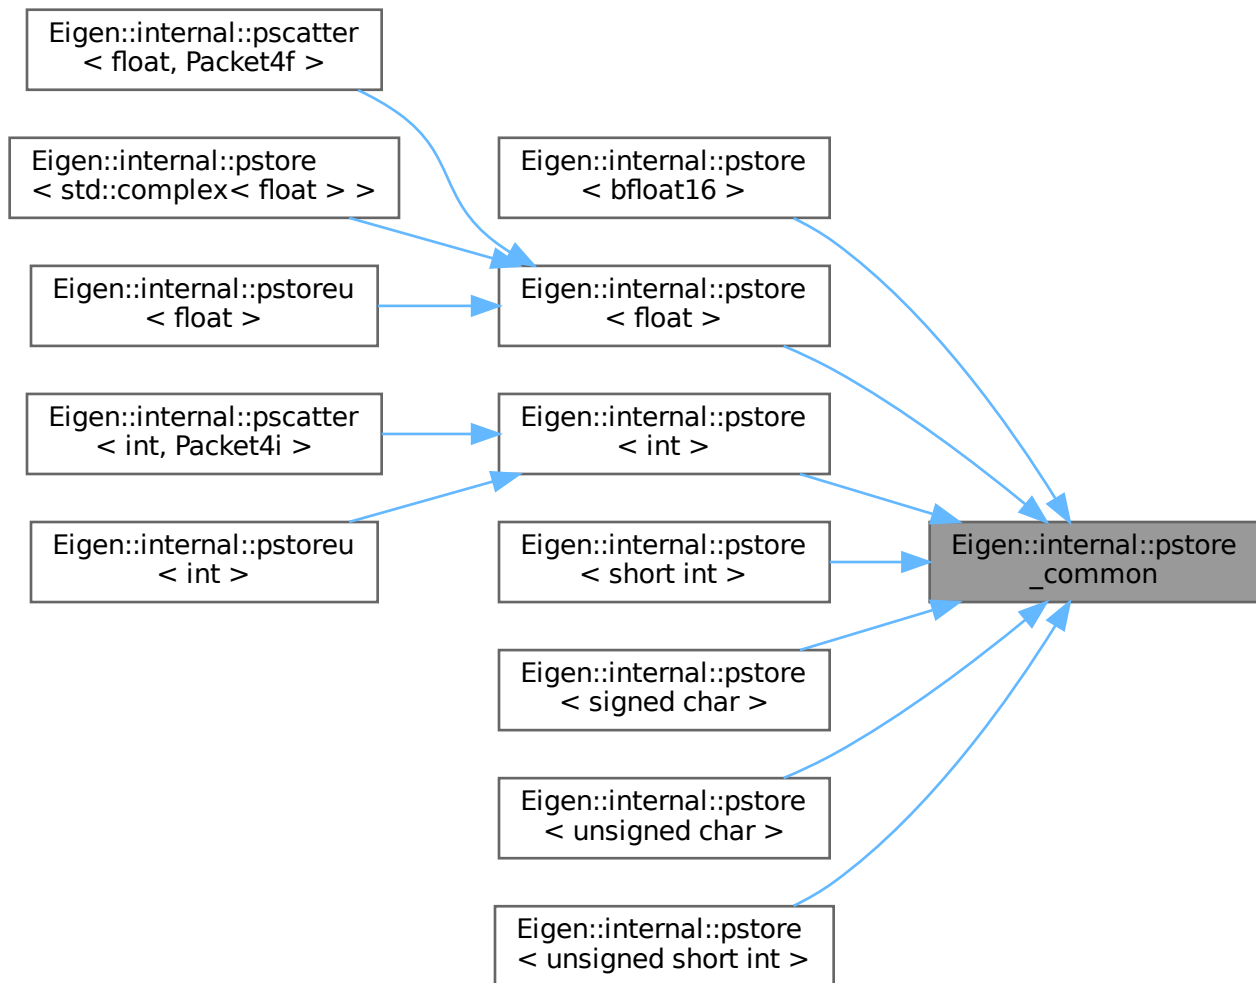 Eigen::internal::pscatter
< float, Packet4f >
Eigen::internal::pstore
< std::complex< float > >
Eigen::internal::pstoreu
< float >
Eigen::internal::pscatter
< int, Packet4i >
Eigen::internal::pstoreu
< int >
Eigen::internal::pstore
< bfloat16 >
Eigen::internal::pstore
< float >
Eigen::internal::pstore
< int >
Eigen::internal::pstore
< short int >
Eigen::internal::pstore
< signed char >
Eigen::internal::pstore
< unsigned char >
Eigen::internal::pstore
< unsigned short int >
Eigen::internal::pstore
_common